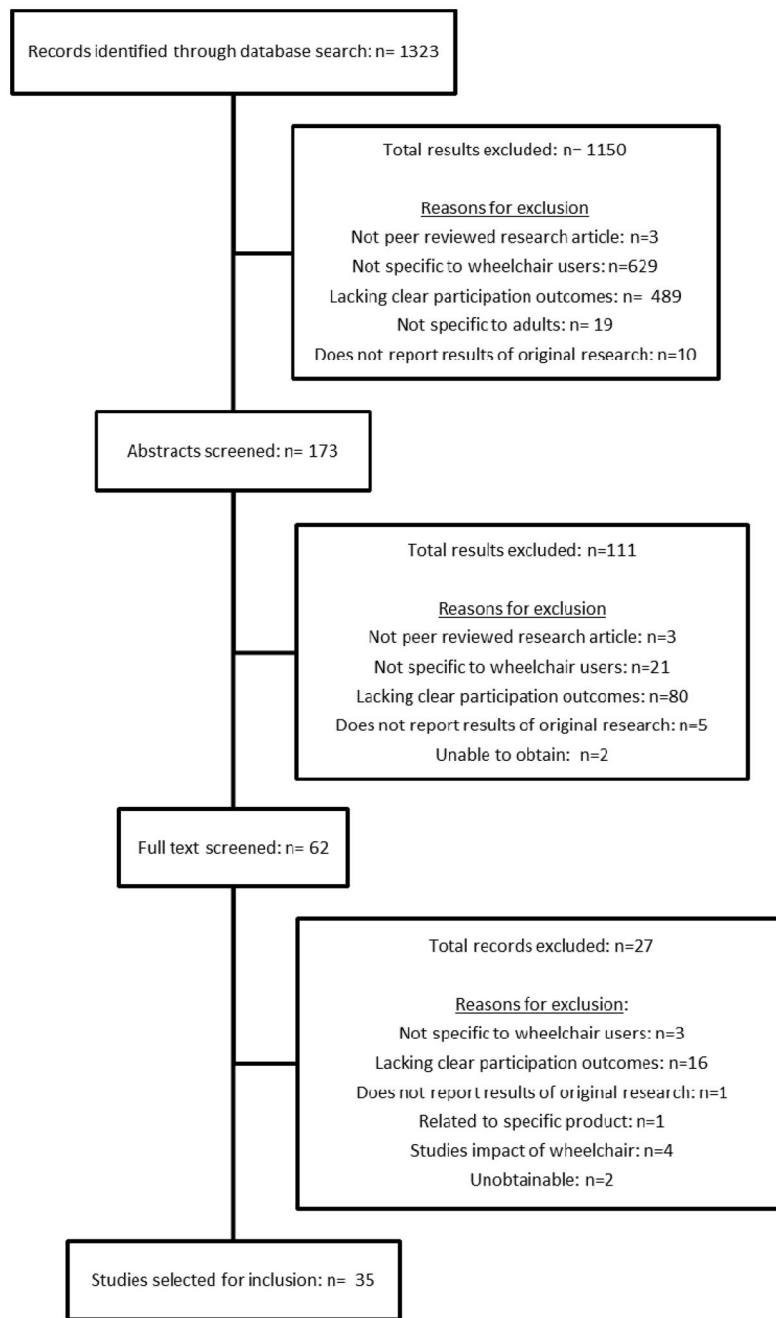 Records identified through database search: n= 1323
Total results excluded: n= 1150
Reasons for exclusion
Not peer reviewed research article: n=3
Not specific to wheelchair users: n=629
Lacking clear participation outcomes: n= 489
Not specific to adults: n= 19
Does not report results of original research: n=10
Abstracts screened: n= 173
Total results excluded: n=111
Reasons for exclusion
Not peer reviewed research article: n=3
Not specific to wheelchair users: n=21
Lacking clear participation outcomes: n=80
Does not report results of original research: n=5
Unable to obtain: n=2
Full text screened: n= 62
Total records excluded: n=27
Reasons for exclusion:
Not specific to wheelchair users: n=3
Lacking clear participation outcomes: n=16
Does not report results of original research: n=1
Related to specific product: n=1
Studies impact of wheelchair: n=4
Unobtainable: n=2
Studies selected for inclusion: n= 35